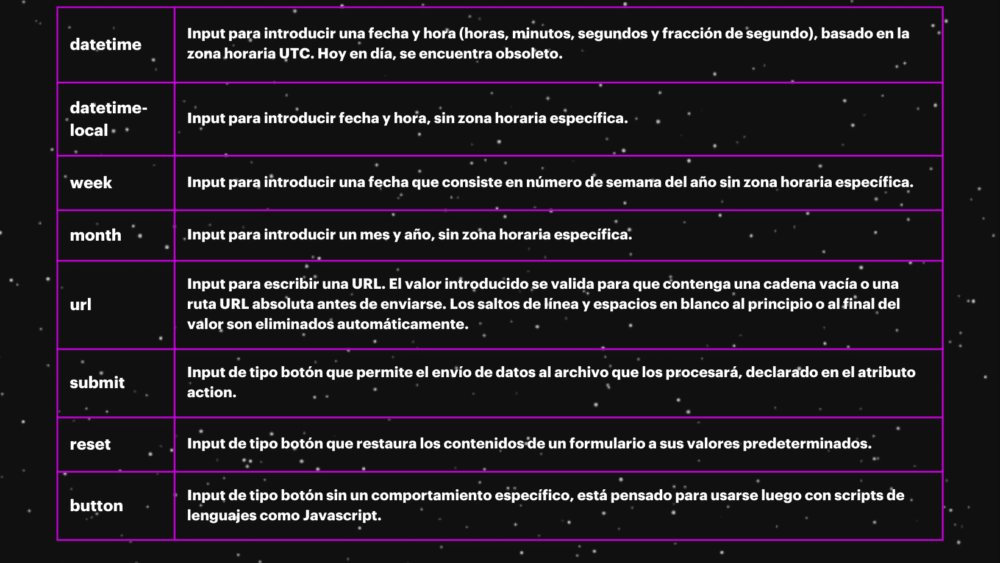 datetime
Input para introducir una fecha y hora (horas, minutos, segundos y fracción de segundo), basado en la
zona horaria UTC. Hoy en día, se encuentra obsoleto.
datetime-
local
Input para introducir fecha y hora, sin zona horaria específica.
week
Input para introducir una fecha que consiste en número de semana del año sin zona horaria específica.
month
Input para introducir un mes y año, sin zona horaria específica.
url
Input para escribir una URL. El valor introducido se valida para que contenga una cadena vacía o una
ruta URL absoluta antes de enviarse. Los saltos de línea y espacios en blanco al principio o al final del
valor son eliminados automáticamente.
submit
Input de tipo botón que permite el envío de datos al archivo que los procesará, declarado en el atributo
action.
reset
Input de tipo botón que restaura los contenidos de un formulario a sus valores predeterminados.
button
Input de tipo botón sin un comportamiento específico, está pensado para usarse luego con scripts de
lenguajes como Javascript.